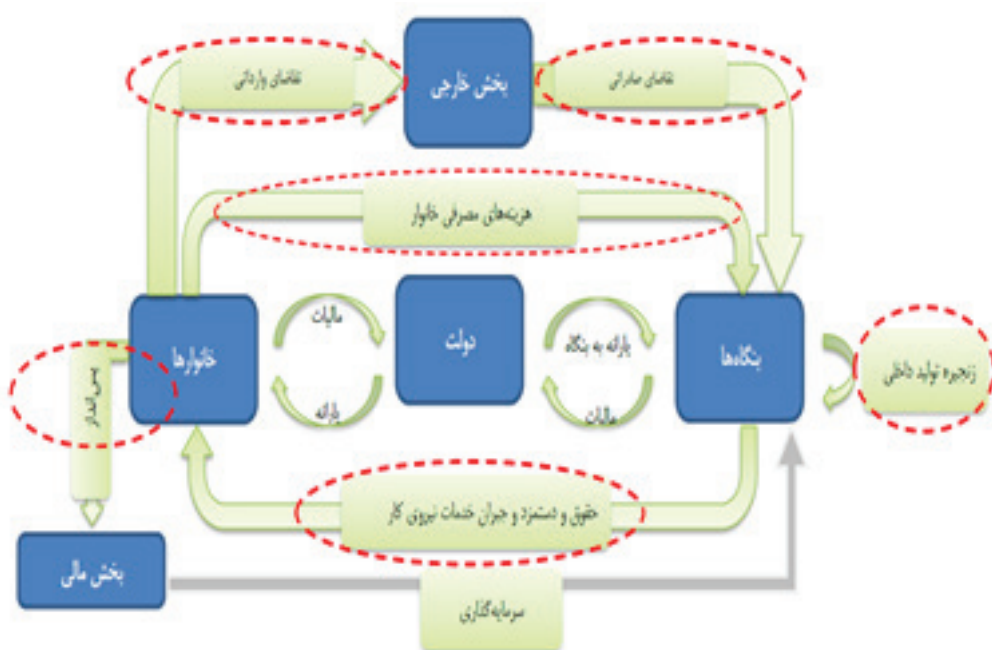 تقاضای وارداتی
بخش خارجی
تقاضای صادراتی
هزینه‌های مصرفی خانوار
خانوارها
مالیات
یارانه
دولت
یارانه به بنگاه
مالیات
بنگاه‌ها
زنجیره تولید داخلی
پس‌انداز
حقوق و دستمزد و جبران خدمات نیروی کار
بخش مالی
سرمایه‌گذاری